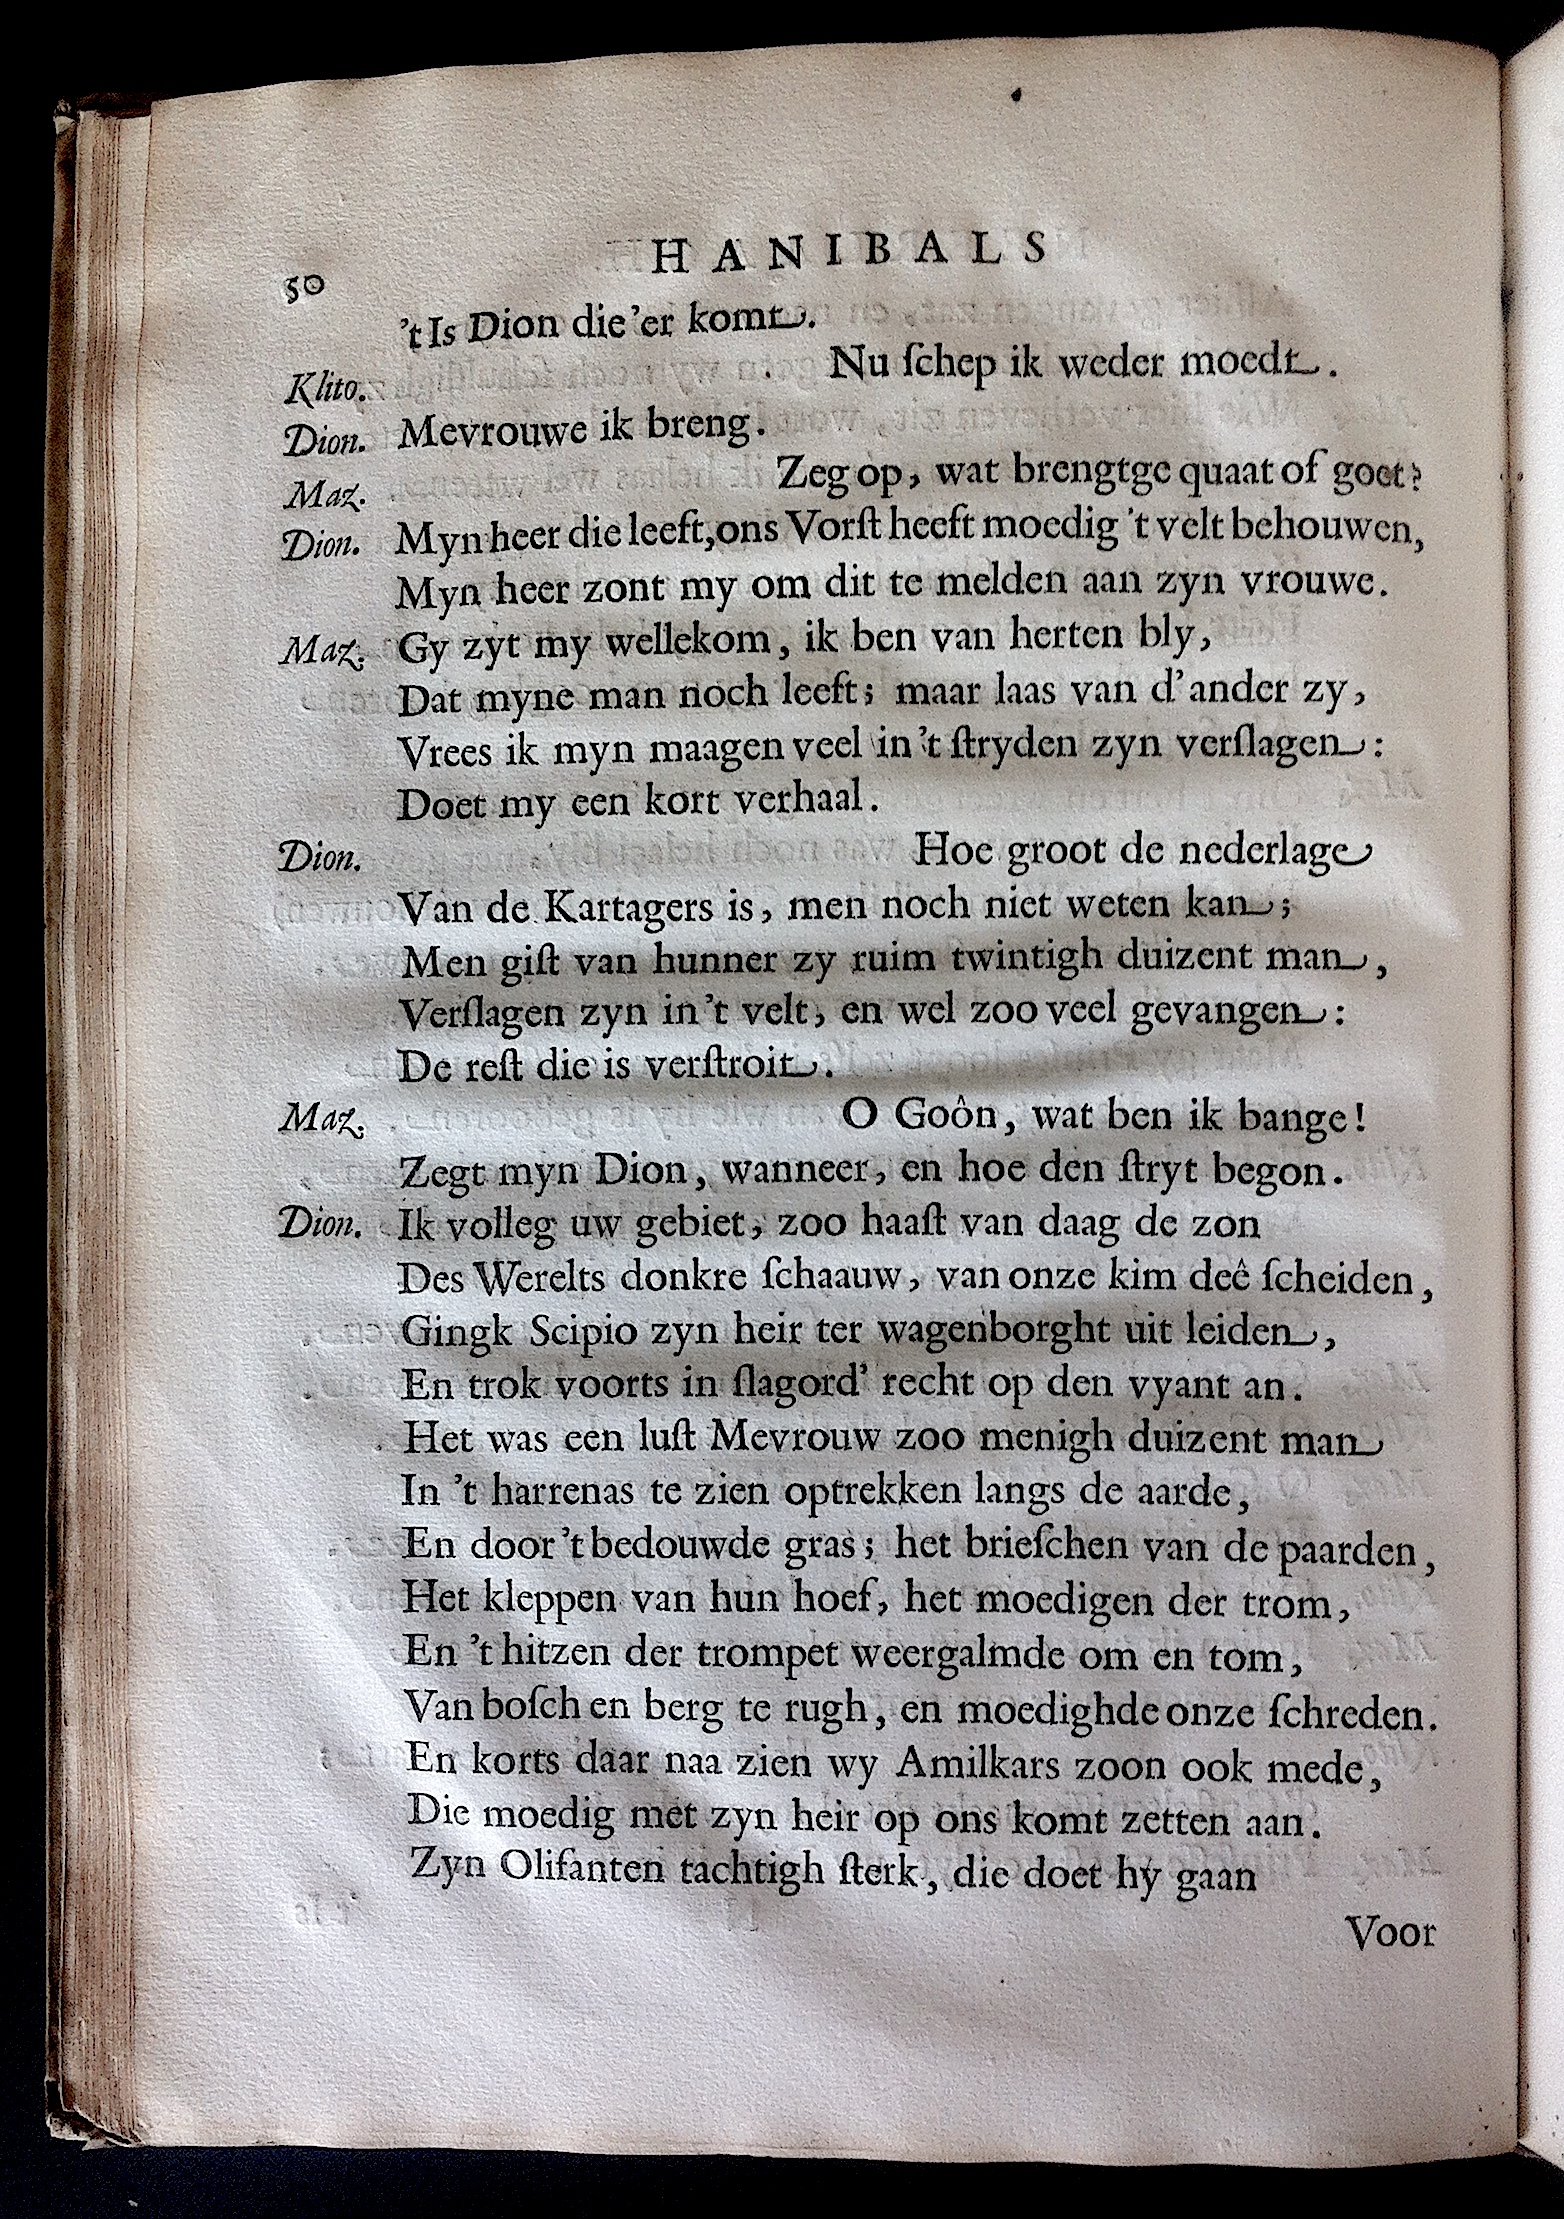 50 HANIBALS
't Is Dion die'er komt.
Klito. Nu ſchep ik weder moedt.
Dion. Mevrouwe ik breng.
Maz. Zeg op, wat brengtge quaat of goet?
Dion. Myn heer die leeft, ons Vorſt heeft moedig 't velt behouwen,
Myn heer zont my om dit te melden aan zyn vrouwe.
Maz. Gy zyt my wellekom, ik ben van herten bly,
Dat myne man noch leeft; maar laas van d'ander zy,
Vrees ik myn maagen veel in 't ſtryden zyn verſlagen:
Doet my een kort verhaal.
Dion. Hoe groot de nederlage
Van de Kartagers is, men noch niet weten kan;
Men giſt van hunner zy ruim twintigh duizent man,
Verſlagen zyn in 't velt, en wel zoo veel gevangen:
De reſt die is verſtroit.
Maz. O Goôn, wat ben ik bange!
Zegt myn Dion, wanneer, en hoe den ſtryt begon.
Dion. Ik volleg uw gebiet, zoo haaſt van daag de zon
Des Werelts donkre ſchaauw, van onze kim deê ſcheiden,
Gingk Scipio zyn heir ter wagenborght uit leiden,
En trok voorts in ſlagord' recht op den vyant an.
Het was een luſt Mevrouw zoo menigh duizent man
In 't harrenas te zien optrekken langs de aarde,
En door 't bedouwde gras; het brieſchen van de paarden,
Het kleppen van hun hoef, het moedigen der trom,
En 't hitzen der trompet weergalmde om en tom,
Van boſch en berg te rugh, en moedighde onze ſchreden.
En korts daar naa zien wy Amilkars zoon ook mede,
Die moedig met zyn heir op ons komt zetten aan.
Zyn Olifanten tachtigh ſterk, die doet hy gaan
Voor